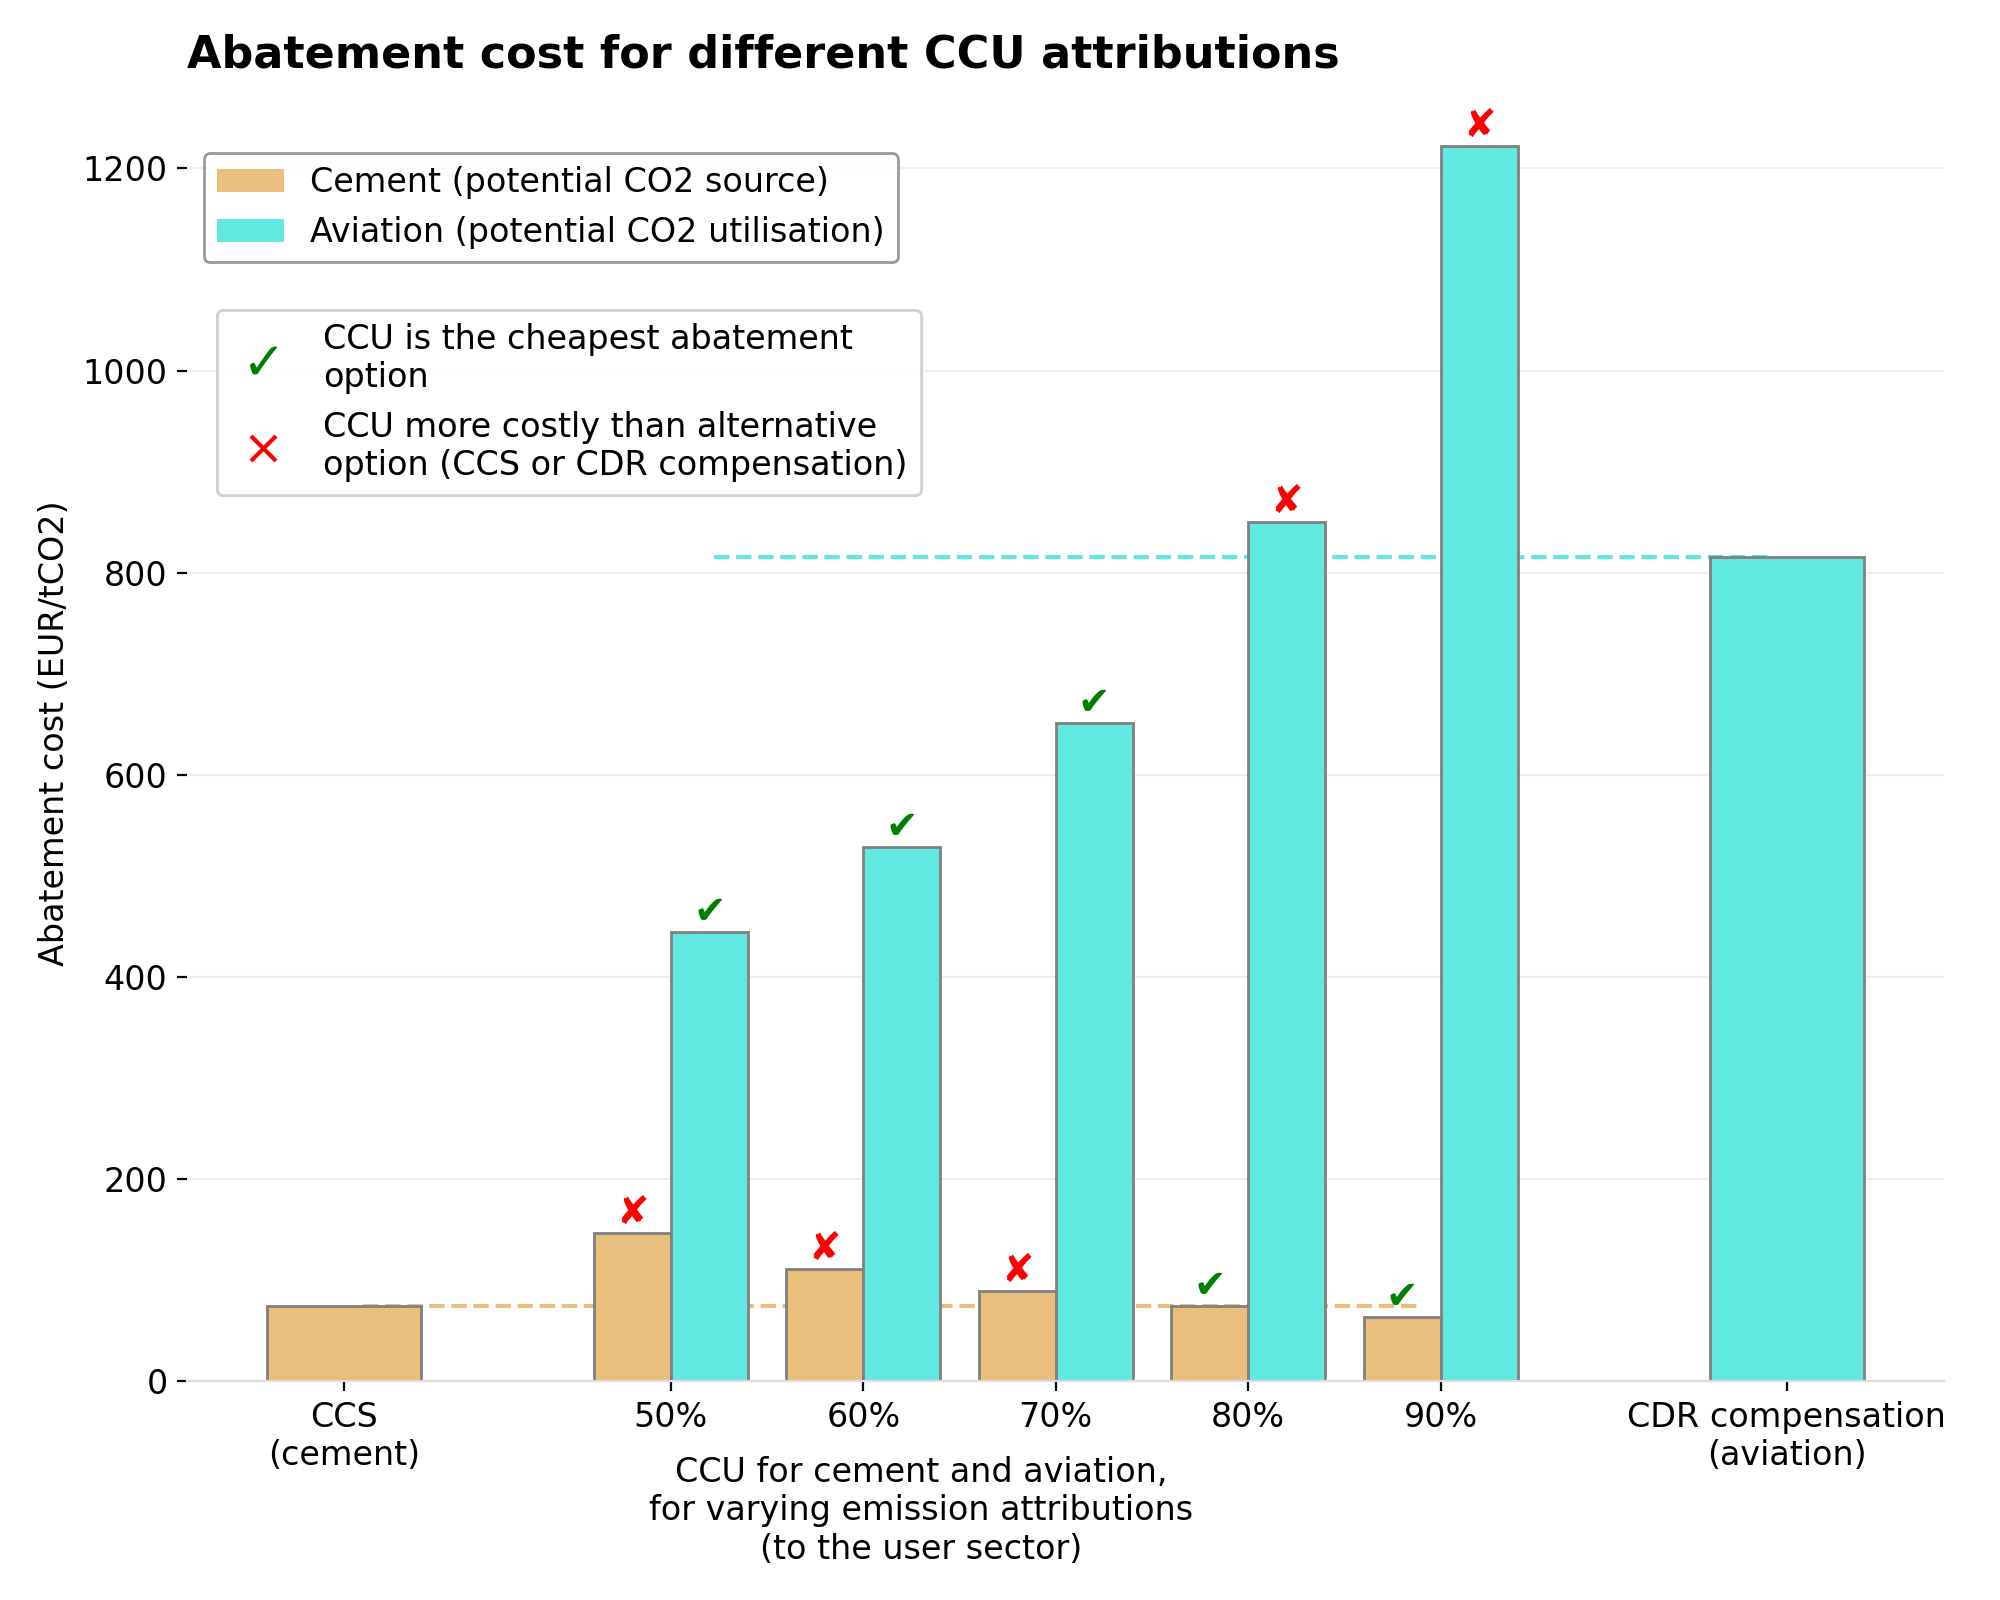 Abatement cost for different CCU attributions
Cement (potential CO2 source)
Aviation (potential CO2 utilisation)
✓ CCU is the cheapest abatement
option
✕ CCU more costly than alternative
option (CCS or CDR compensation)
Abatement cost (EUR/tCO2)
1200
1000
800
600
400
200
0
CCS
(cement)
50%
60%
70%
80%
90%
CDR compensation
(aviation)
CCU for cement and aviation,
for varying emission attributions
(to the user sector)